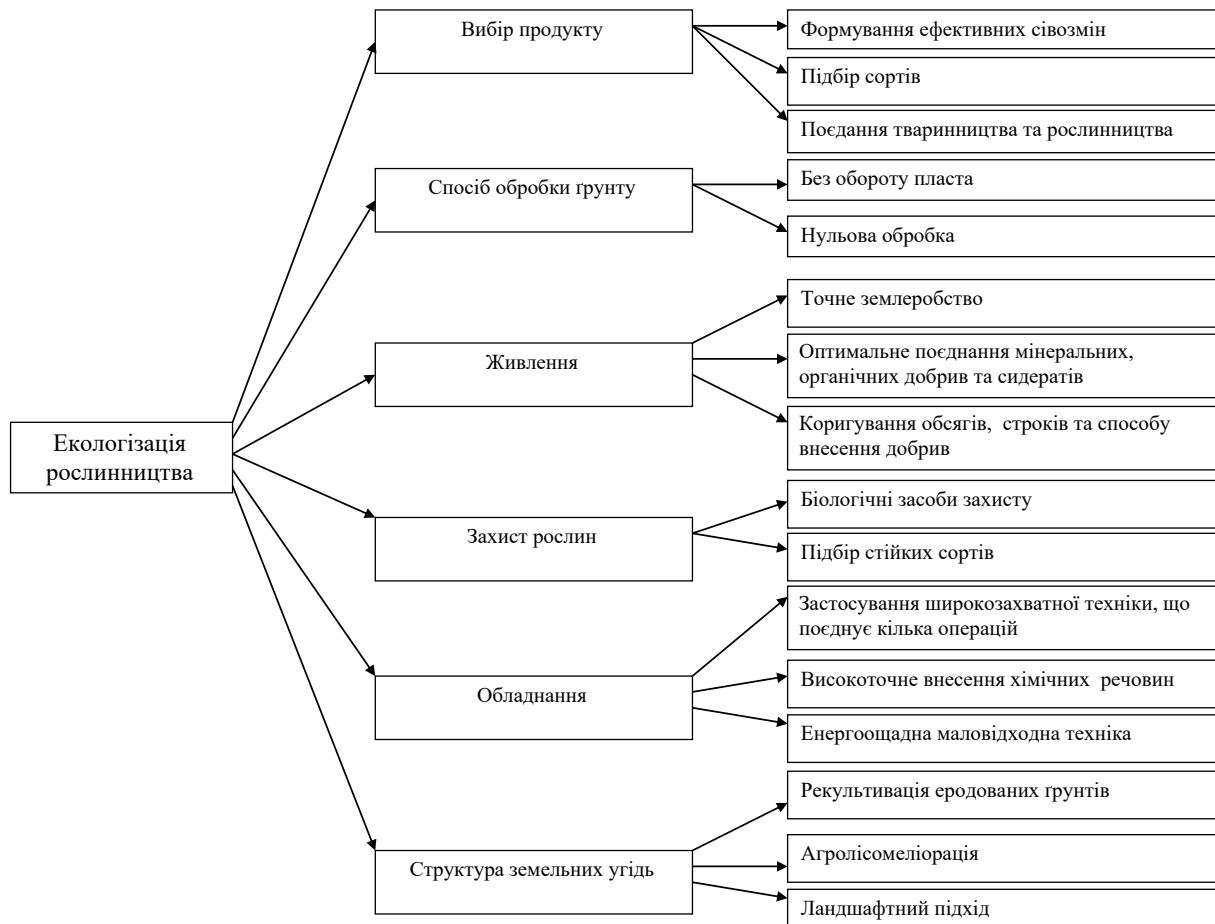 Екологізація
рослинництва
Вибір продукту
Формування ефективних сівозмін
Підбір сортів
Поєдання тваринництва та рослинництва
Спосіб обробки ґрунту
Без обороту пласта
Нульова обробка
Живлення
Точне землеробство
Оптимальне поєднання мінеральних,
органічних добрив та сидератів
Коригування обсягів, строків та способу
внесення добрив
Захист рослин
Біологічні засоби захисту
Підбір стійких сортів
Обладнання
Застосування широкозахватної техніки, що
поєднує кілька операцій
Високоточне внесення хімічних речовин
Енергоощадна маловідходна техніка
Структура земельних угідь
Рекультивація еродованих ґрунтів
Агролісомеліорація
Ландшафтний підхід